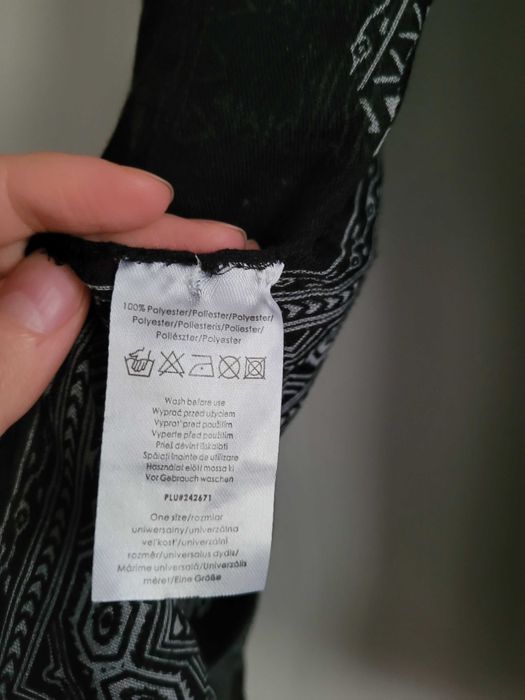 100% Polyester/Poliester/Polyester/
Polyester/Poliesteris/Poliester/
Poliészter/Polyester
Wash before use
Wyprać przed użyciem
Vyprať pred použitím
Vyperte před použitím
Prieš dėvint išskalbti
Spălați înainte de utilizare
Használat előtt mossa ki
Vor Gebrauch waschen
PLU#242671
One size/rozmiar
uniwersalny/univerzálna
veľkosť/univerzální
rozměr/universalus dydis/
Mărime universală/Univerzális
méret/Eine Größe